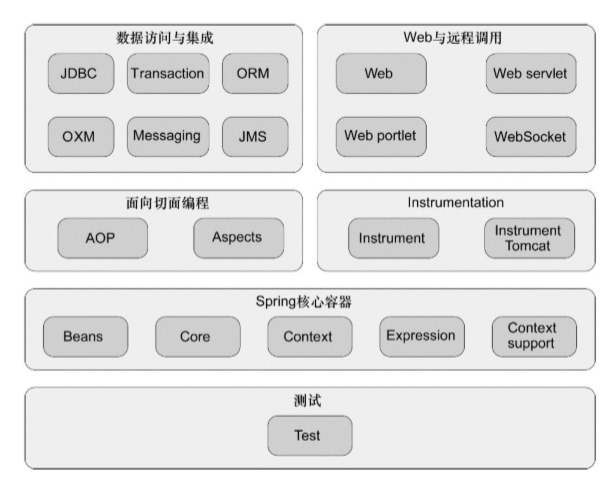 数据访问与集成
JDBC
Transaction
ORM
OXM
Messaging
JMS
Web与远程调用
Web
Web servlet
Web portlet
WebSocket
面向切面编程
AOP
Aspects
Instrumentation
Instrument
Instrument
Tomcat
Spring核心容器
Beans
Core
Context
Expression
Context
support
测试
Test